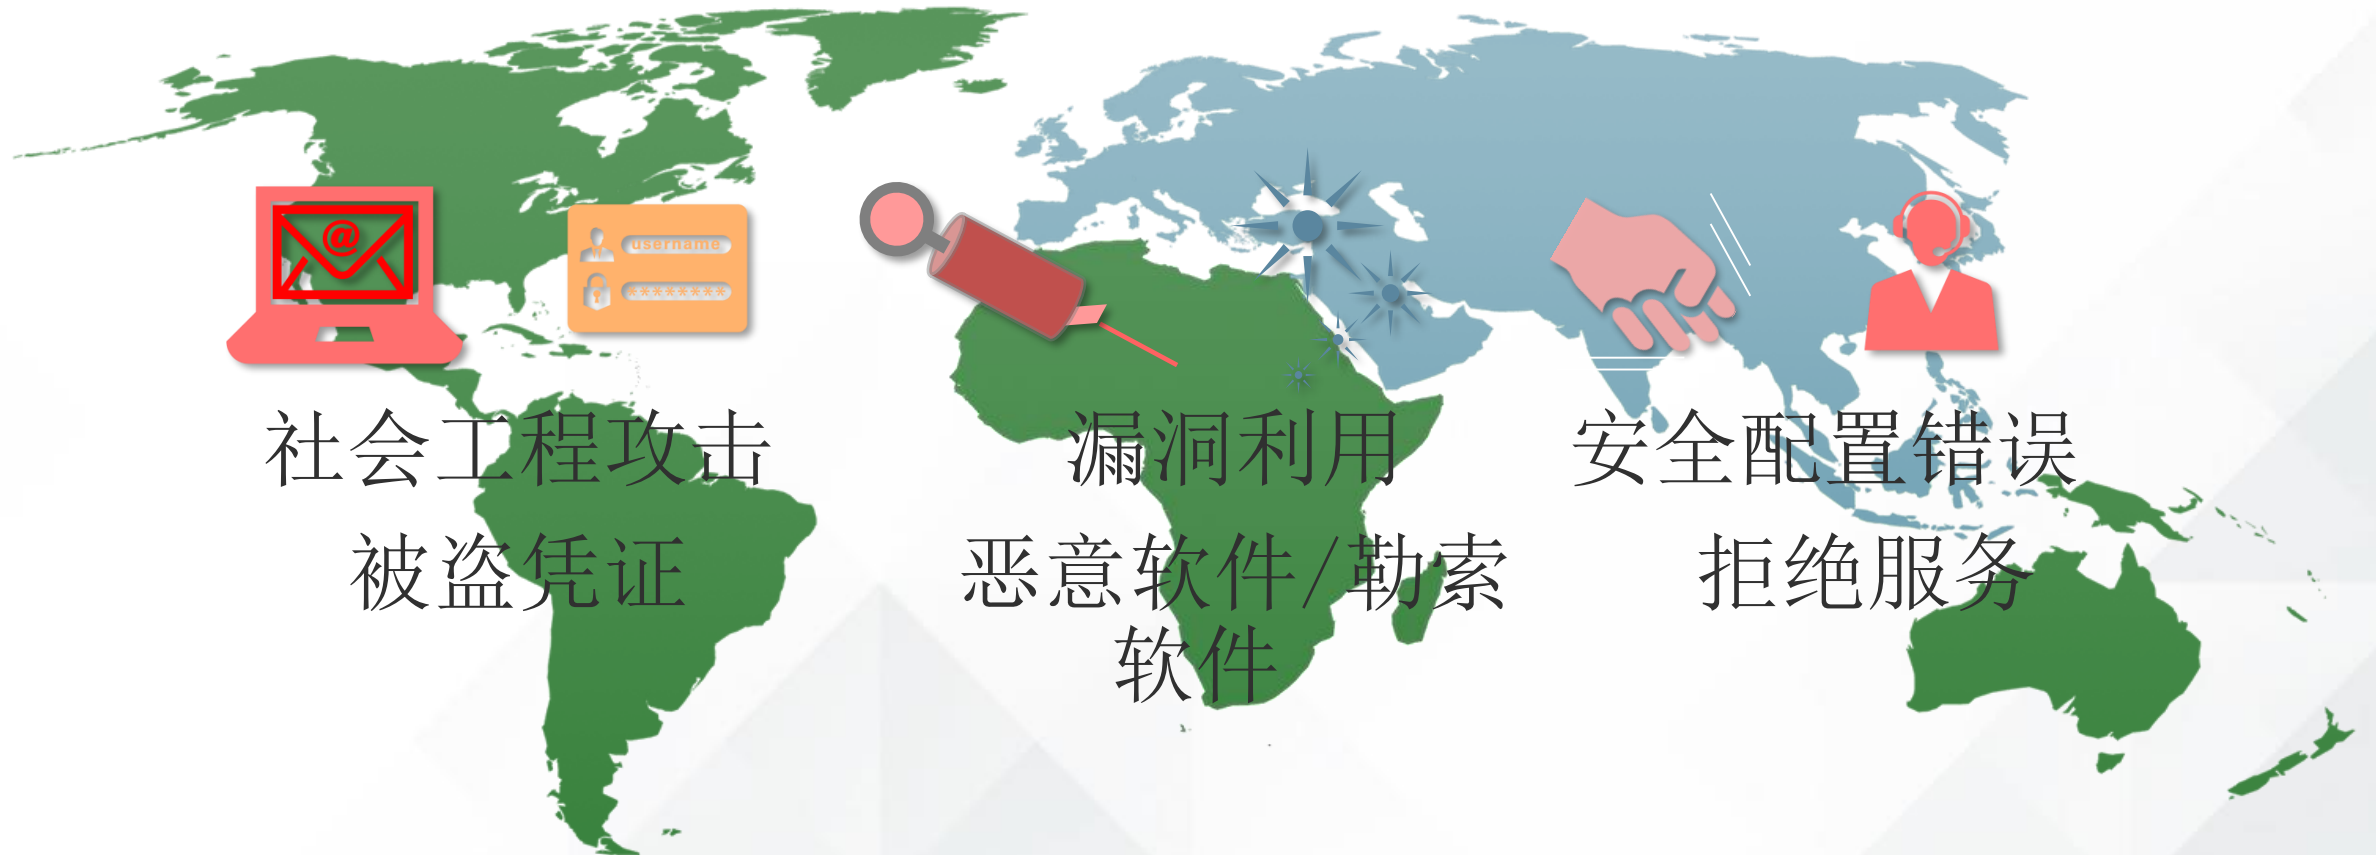 @
username
********
社会工程攻击
被盗凭证
漏洞利用
恶意软件/勒索
软件
安全配置错误
拒绝服务